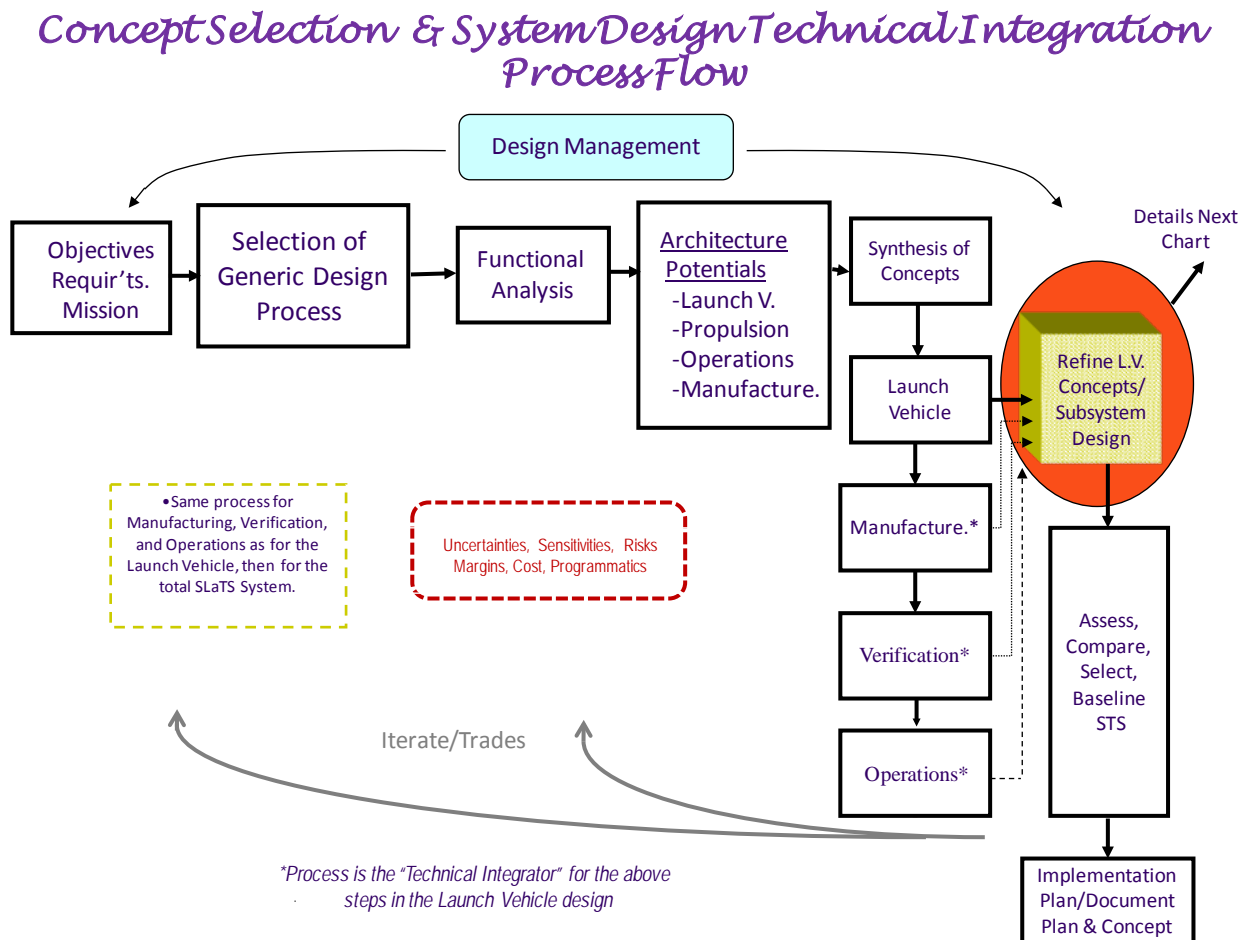 Concept Selection & System Design Technical Integration
Process Flow
Design Management
Objectives
Requir'ts.
Mission
Selection of
Generic Design
Process
Functional
Analysis
Architecture
Potentials
-Launch V.
-Propulsion
-Operations
-Manufacture.
Synthesis of
Concepts
Details Next
Chart
Launch
Vehicle
Refine L.V.
Concepts/
Subsystem
Design
•Same process for
Manufacturing, Verification,
and Operations as for the
Launch Vehicle, then for the
total SLaTS System.
Uncertainties, Sensitivities, Risks
Margins, Cost, Programmatics
Manufacture.*
Verification*
Operations*
Assess,
Compare,
Select,
Baseline
STS
Iterate/Trades
*Process is the "Technical Integrator" for the above
steps in the Launch Vehicle design
Implementation
Plan/Document
Plan & Concept